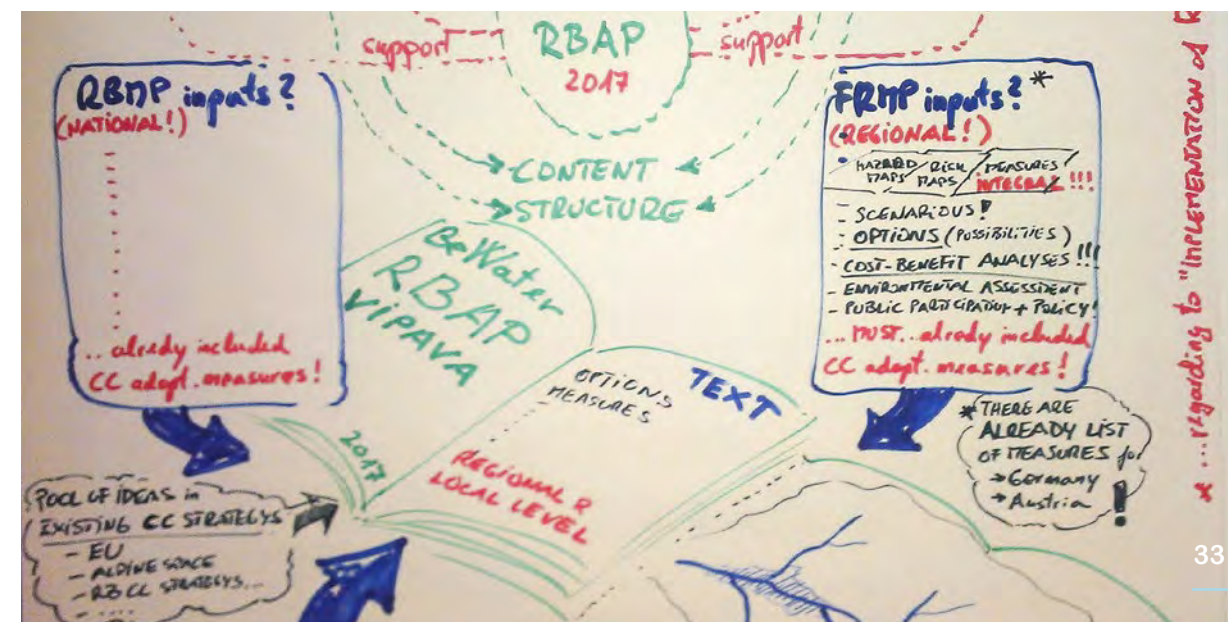 support
RBAP
2017
support
RBMP inputs?
(NATIONAL!)
.. alredy included
CC adapt. measures!
CONTENT
STRUCTURE
FRMP inputs?*
(REGIONAL!)
HAZARD MAPS / RISK MAPS / MEASURES! INTEGRAL!!!
- SCENARIOUS!
- OPTIONS (POSSIBILITIES)
- COST-BENEFIT ANALYSES!!!
- ENVIRONMENTAL ASSESSMENT
- PUBLIC PARTICIPATION + POLICY!
... MUST.. alredy included
CC adapt. measures!
BeWater
RBAP
VIPAVA
2017
OPTIONS
MEASURES
TEXT
REGIONAL &
LOCAL LEVEL
POOL OF IDEAS in
EXISTING CC STRATEGYS
- EU
- ALPINE SPACE
- RB CC STRATEGYS...
* THERE ARE
ALREADY LIST
OF MEASURES for
→ Germany
→ Austria
!
* ...regarding to "IMPLEMENTATION of
33